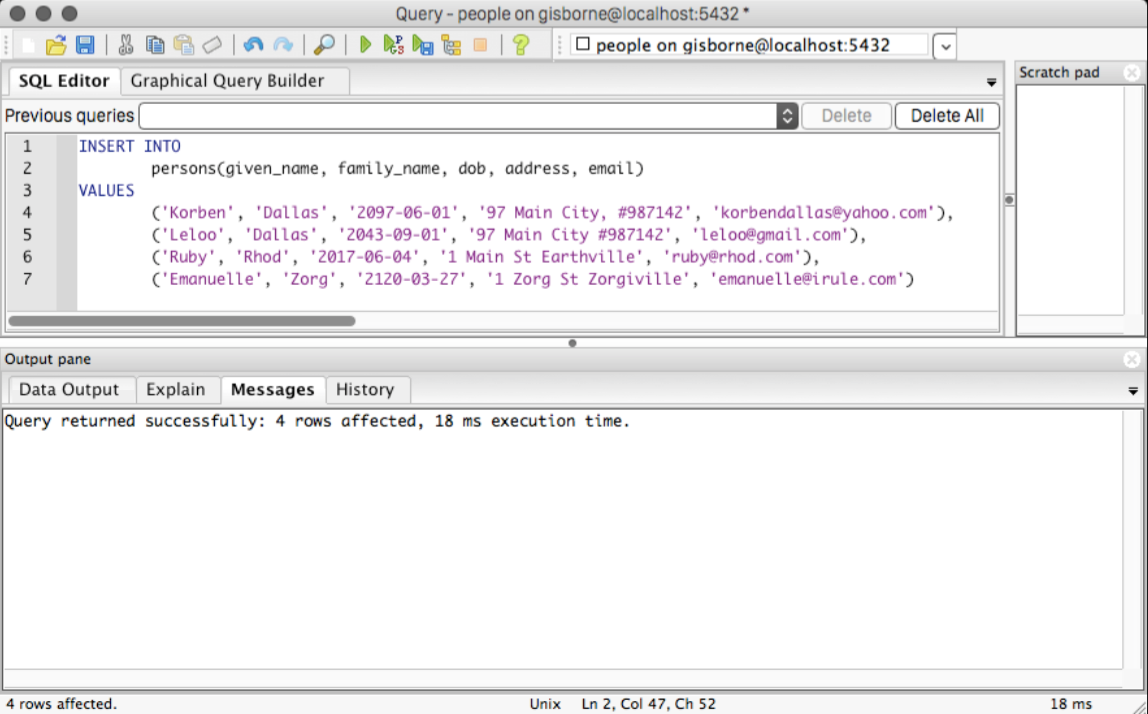 Query - people on gisborne@localhost:5432 *
people on gisborne@localhost:5432
SQL Editor Graphical Query Builder
Scratch pad
Previous queries Delete Delete All
1 INSERT INTO
2 persons(given_name, family_name, dob, address, email)
3 VALUES
4 ('Korben', 'Dallas', '2097-06-01', '97 Main City, #987142', 'korbendallas@yahoo.com'),
5 ('Leloo', 'Dallas', '2043-09-01', '97 Main City #987142', 'leloo@gmail.com'),
6 ('Ruby', 'Rhod', '2017-06-04', '1 Main St Earthville', 'ruby@rhod.com'),
7 ('Emanuelle', 'Zorg', '2120-03-27', '1 Zorg St Zorgiville', 'emanuelle@irule.com')
Output pane
Data Output Explain Messages History
Query returned successfully: 4 rows affected, 18 ms execution time.
4 rows affected. Unix Ln 2, Col 47, Ch 52 18 ms